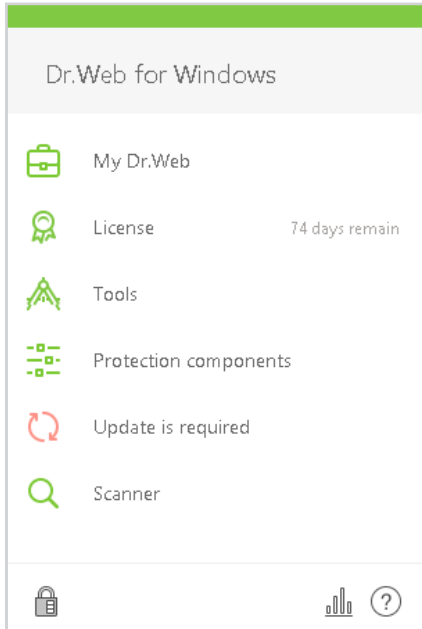 Dr.Web for Windows
My Dr.Web
License 74 days remain
Tools
Protection components
Update is required
Scanner
?